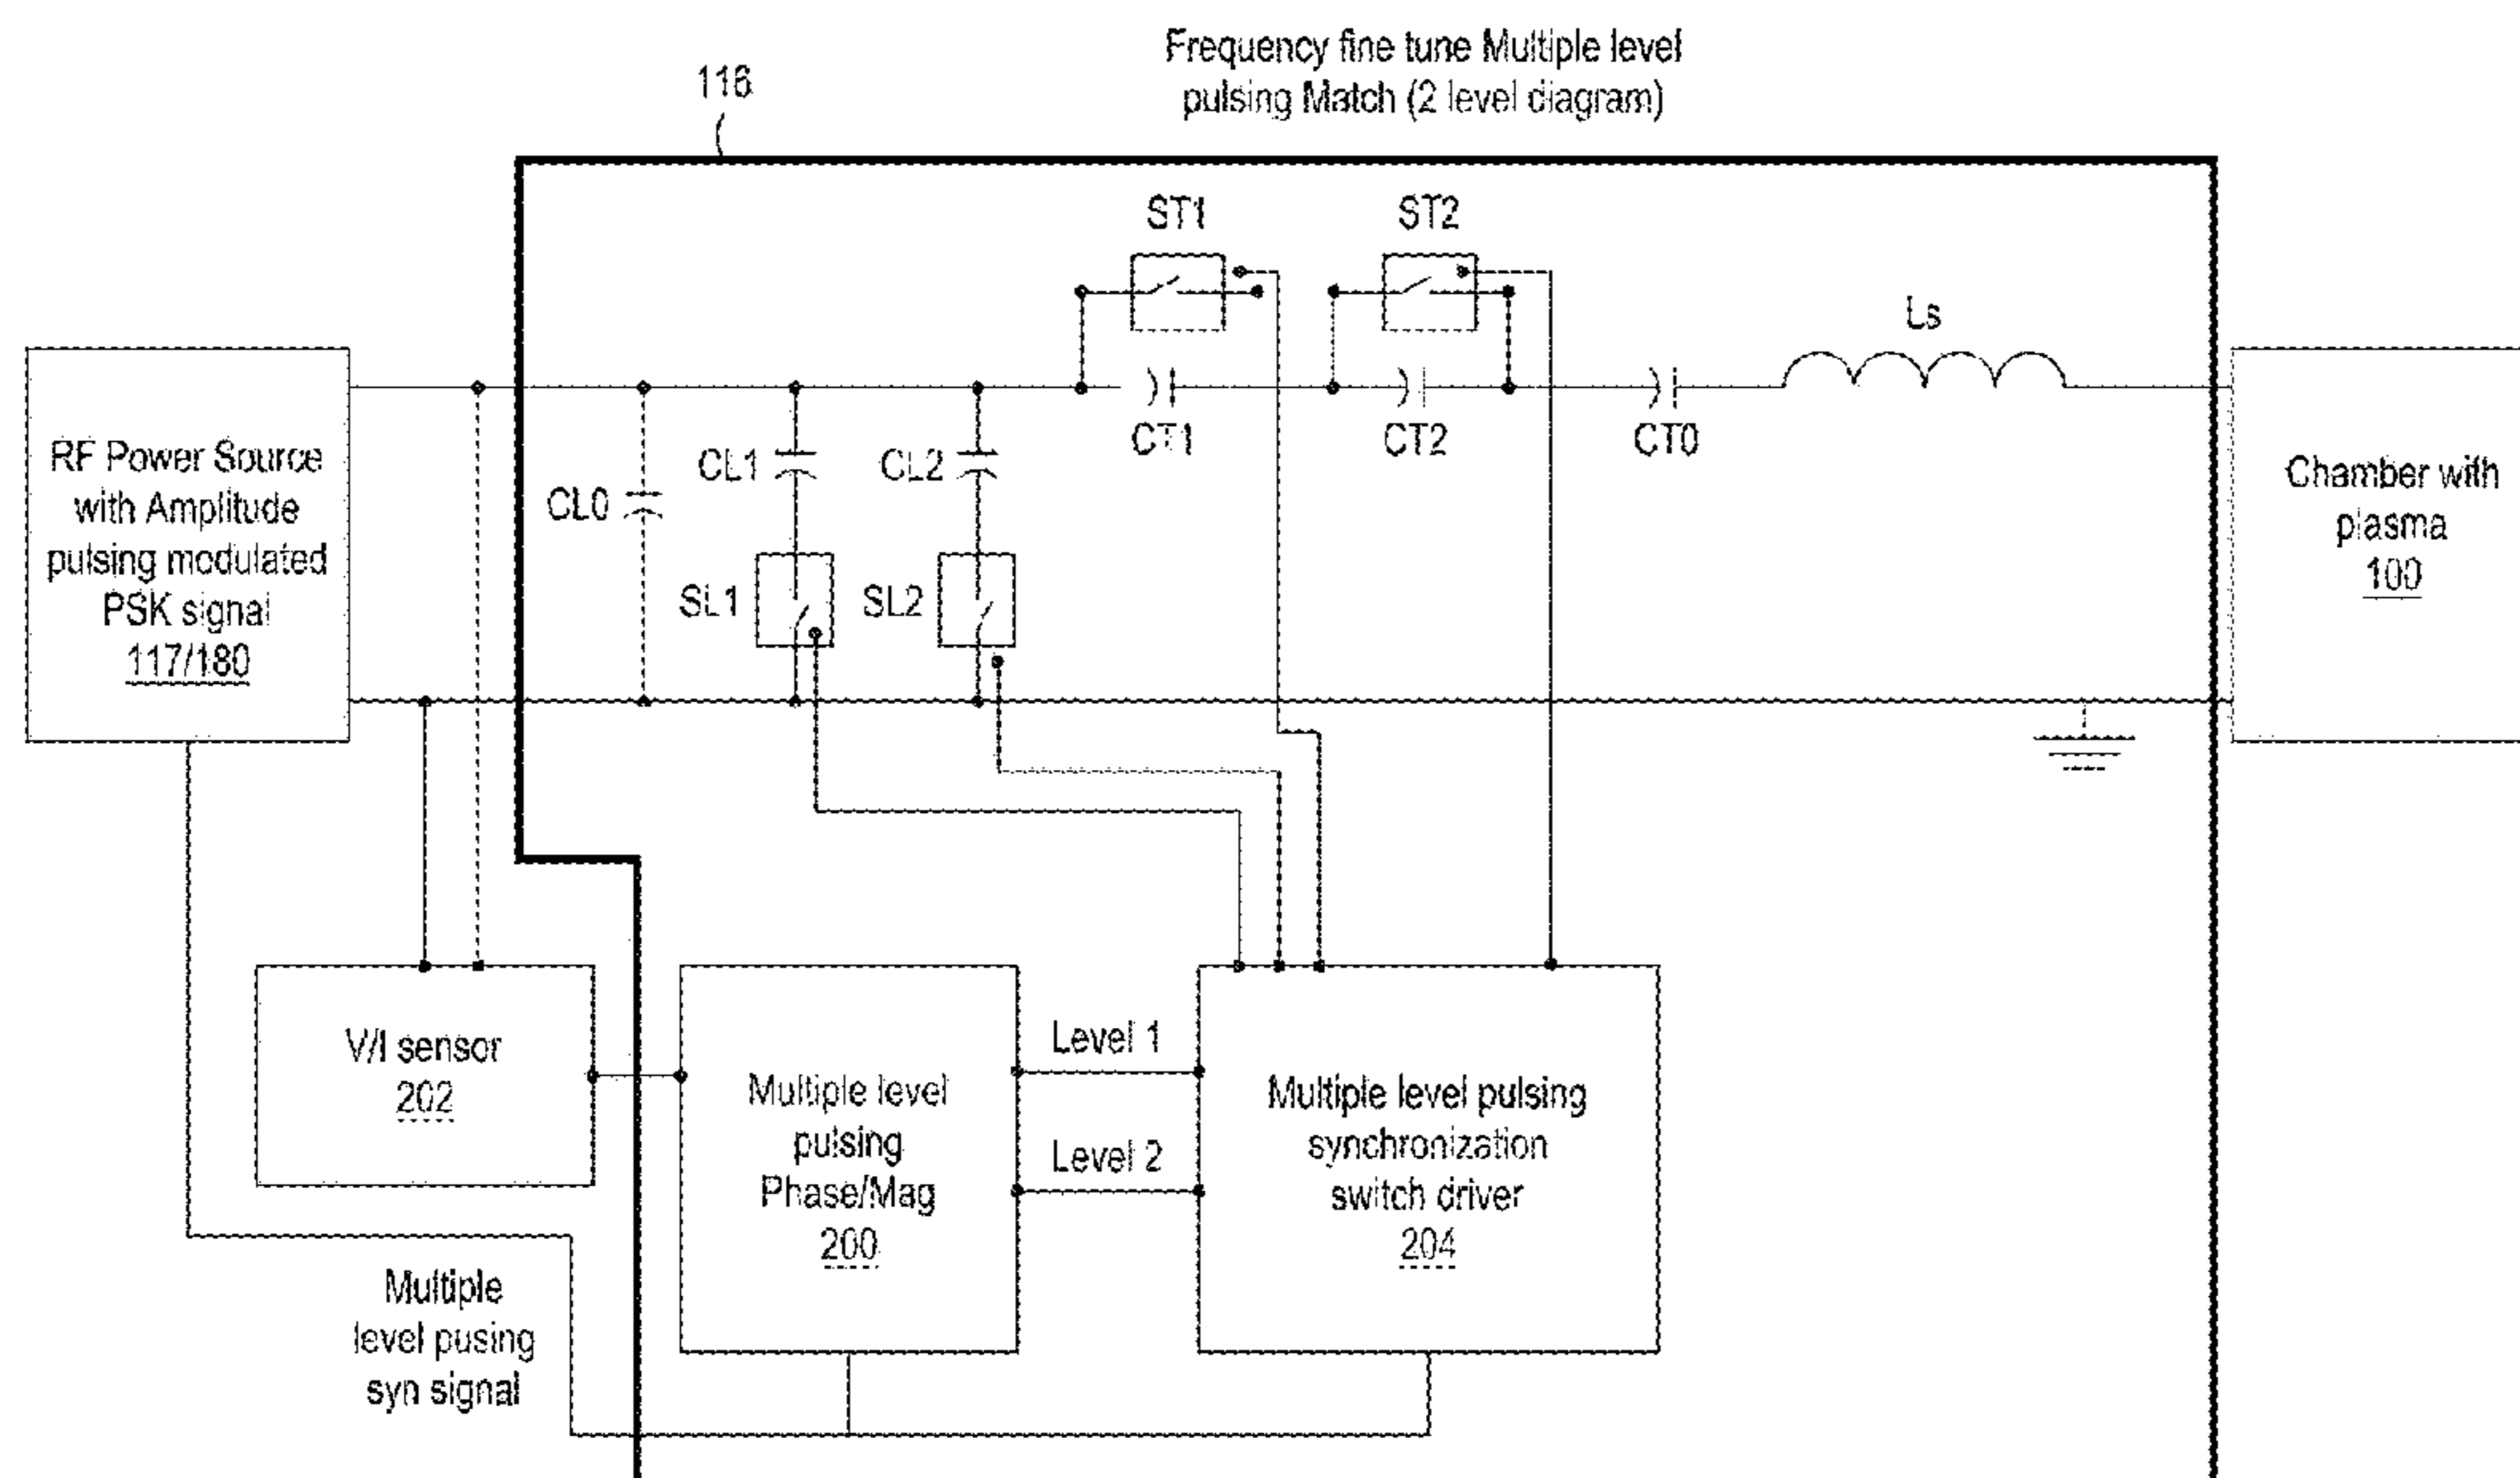 Frequency fine tune Multiple level
pulsing Match (2 level diagram)
116
ST1
ST2
Ls
RF Power Source
with Amplitude
pulsing modulated
PSK signal
117/180
CL0
CL1
CL2
SL1
SL2
CT1
CT2
CT0
Chamber with
plasma
100
V/I sensor
202
Multiple level
pulsing
Phase/Mag
200
Level 1
Level 2
Multiple level pulsing
synchronization
switch driver
204
Multiple
level pusing
syn signal